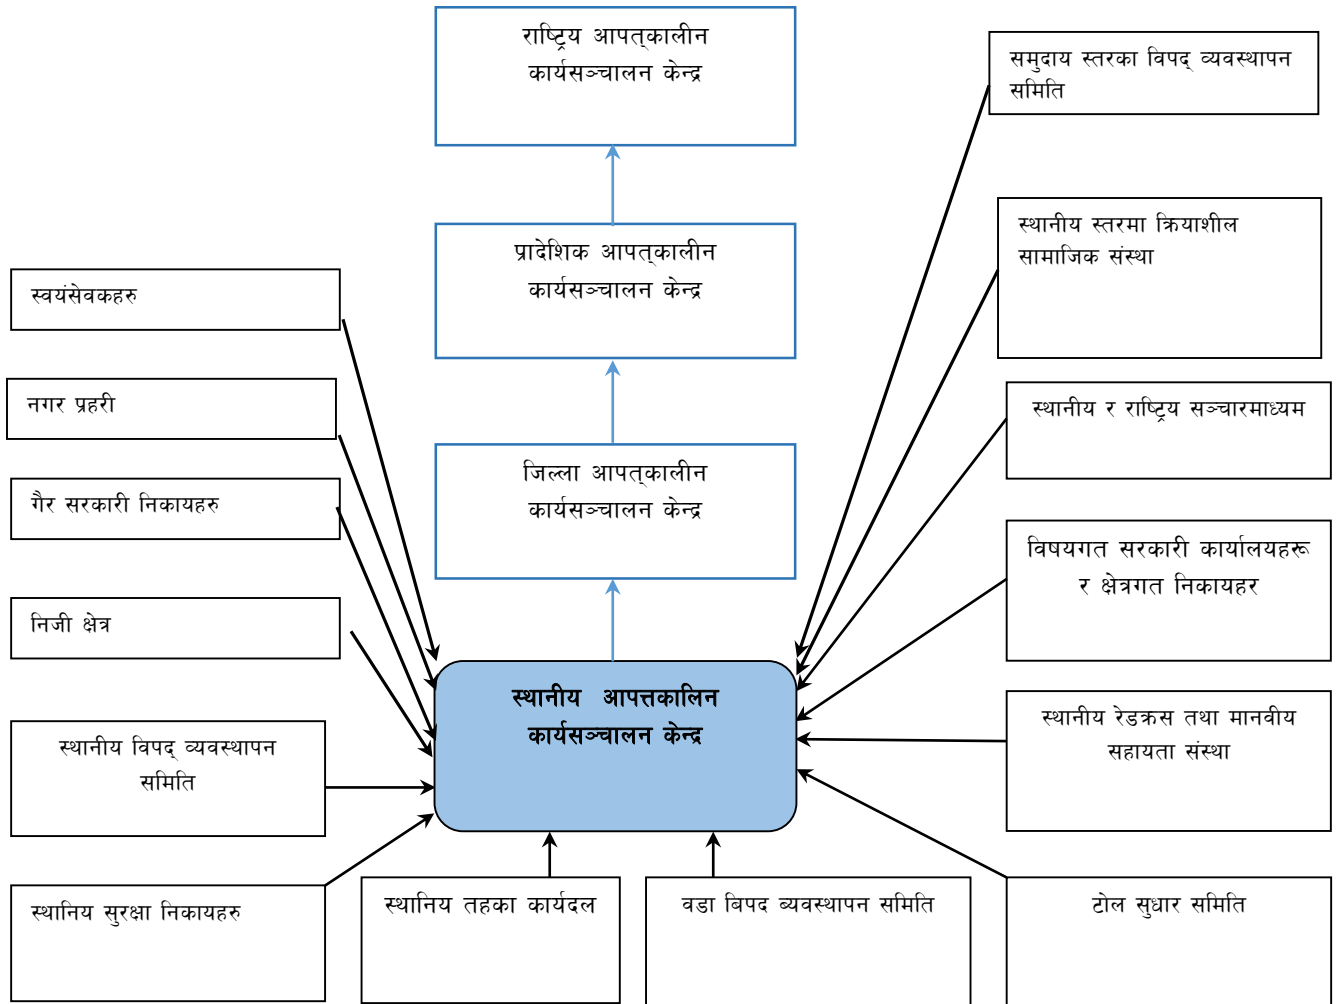 राष्ट्रिय आपत्कालीन
कार्यसञ्चालन केन्द्र
समुदाय स्तरका विपद् व्यवस्थापन
समिति
प्रादेशिक आपत्कालीन
कार्यसञ्चालन केन्द्र
स्थानीय स्तरमा क्रियाशील
सामाजिक संस्था
स्वयंसेवकहरु
नगर प्रहरी
स्थानीय र राष्ट्रिय सञ्चारमाध्यम
जिल्ला आपत्कालीन
कार्यसञ्चालन केन्द्र
गैर सरकारी निकायहरु
विषयगत सरकारी कार्यालयहरू
र क्षेत्रगत निकायहर
निजी क्षेत्र
स्थानीय आपत्तकालिन
कार्यसञ्चालन केन्द्र
स्थानीय रेडक्रस तथा मानवीय
सहायता संस्था
स्थानीय विपद् व्यवस्थापन
समिति
स्थानिय सुरक्षा निकायहरु
स्थानिय तहका कार्यदल
वडा बिपद ब्यवस्थापन समिति
टोल सुधार समिति